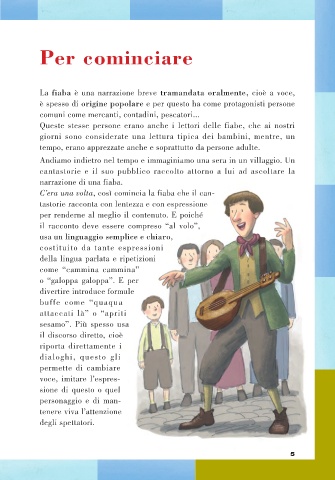 Per cominciare
La fiaba è una narrazione breve tramandata oralmente, cioè a voce,
è spesso di origine popolare e per questo ha come protagonisti persone
comuni come mercanti, contadini, pescatori...
Queste stesse persone erano anche i lettori delle fiabe, che ai nostri
giorni sono considerate una lettura tipica dei bambini, mentre, un
tempo, erano apprezzate anche e soprattutto da persone adulte.
Andiamo indietro nel tempo e immaginiamo una sera in un villaggio. Un
cantastorie e il suo pubblico raccolto attorno a lui ad ascoltare la
narrazione di una fiaba.
C'era una volta, così comincia la fiaba che il can-
tastorie racconta con lentezza e con espressione
per renderne al meglio il contenuto. E poiché
il racconto deve essere compreso "al volo",
usa un linguaggio semplice e chiaro,
costituito da tante espressioni
della lingua parlata e ripetizioni
come "cammina cammina"
o "galoppa galoppa". E per
divertire introduce formule
buffe come "quaqua
attaccati là" o "apriti
sesamo". Più spesso usa
il discorso diretto, cioè
riporta direttamente i
dialoghi, questo gli
permette di cambiare
voce, imitare l'espres-
sione di questo o quel
personaggio e di man-
tenere viva l'attenzione
degli spettatori.
5